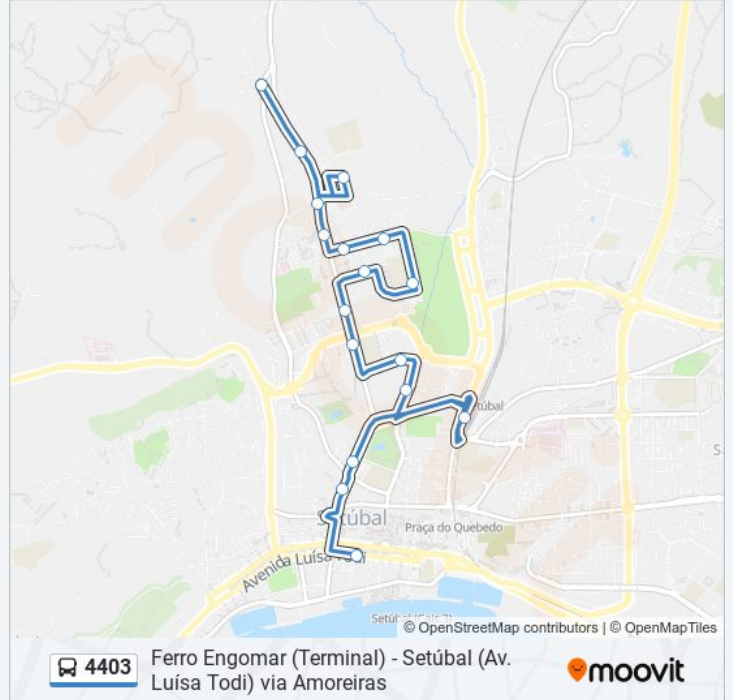 túbal
S
Setúbal
Praça do Quebedo
Avenida Luísa Todi
© OpenStreetMap contributors | © OpenMapTiles
4403
Ferro Engomar (Terminal) - Setúbal (Av.
Luísa Todi) via Amoreiras
moovit